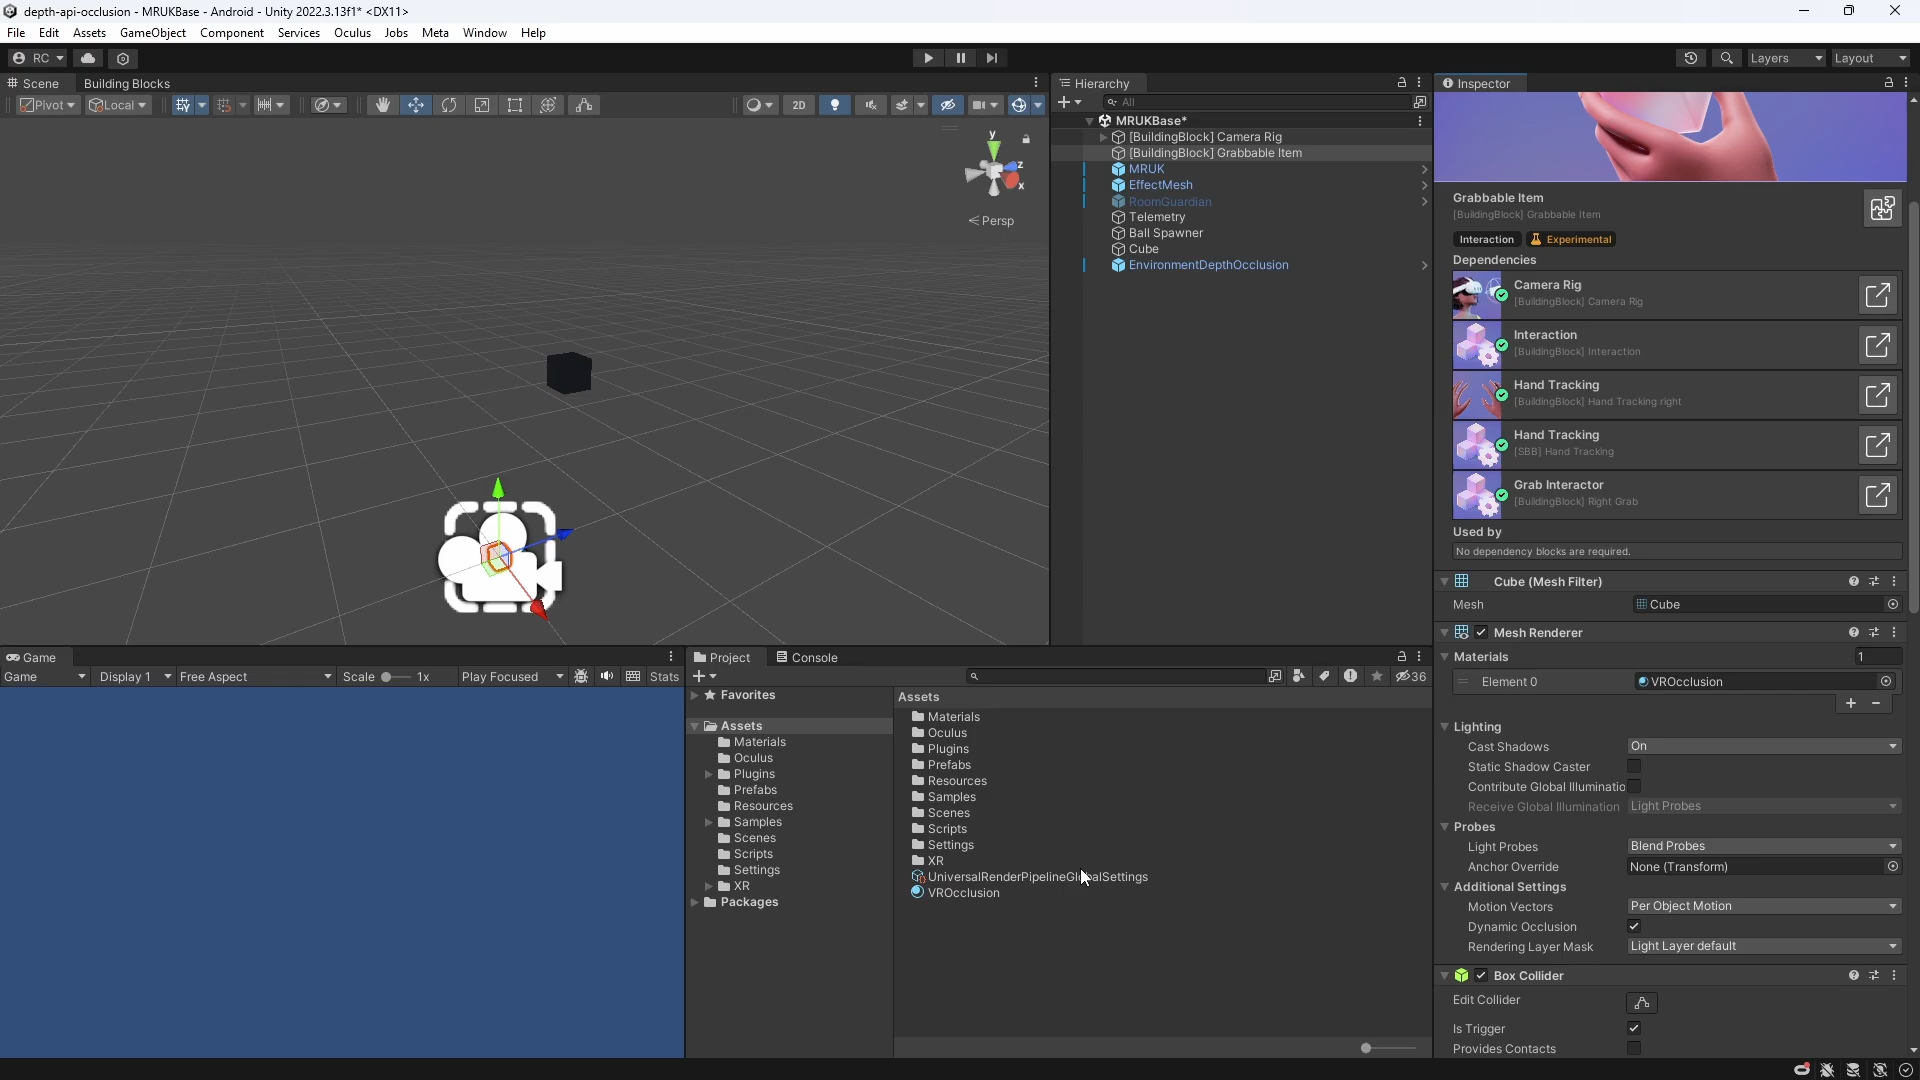 depth-api-occlusion - MRUKBase - Android - Unity 2022.3.13f1* <DX11>
File Edit Assets GameObject Component Services Oculus Jobs Meta Window Help
RC
Layers Layout
Scene Building Blocks
Pivot Local 2D
y
z
x
Persp
Hierarchy
All
MRUKBase*
[BuildingBlock] Camera Rig
[BuildingBlock] Grabbable Item
MRUK
EffectMesh
RoomGuardian
Telemetry
Ball Spawner
Cube
EnvironmentDepthOcclusion
Inspector
Grabbable Item
[BuildingBlock] Grabbable Item
Interaction Experimental
Dependencies
Camera Rig
[BuildingBlock] Camera Rig
Interaction
[BuildingBlock] Interaction
Hand Tracking
[BuildingBlock] Hand Tracking right
Hand Tracking
[SBB] Hand Tracking
Grab Interactor
[BuildingBlock] Right Grab
Used by
No dependency blocks are required.
Cube (Mesh Filter)
Mesh Cube
Mesh Renderer
Materials 1
Element 0 VROcclusion
Lighting
Cast Shadows On
Static Shadow Caster
Contribute Global Illuminatio
Receive Global Illumination Light Probes
Probes
Light Probes Blend Probes
Anchor Override None (Transform)
Additional Settings
Motion Vectors Per Object Motion
Dynamic Occlusion
Rendering Layer Mask Light Layer default
Box Collider
Edit Collider
Is Trigger
Provides Contacts
Game
Game Display 1 Free Aspect Scale 1x Play Focused Stats
Project Console
36
Favorites
Assets
Materials
Oculus
Plugins
Prefabs
Resources
Samples
Scenes
Scripts
Settings
XR
Packages
Assets
Materials
Oculus
Plugins
Prefabs
Resources
Samples
Scenes
Scripts
Settings
XR
UniversalRenderPipelineGlobalSettings
VROcclusion